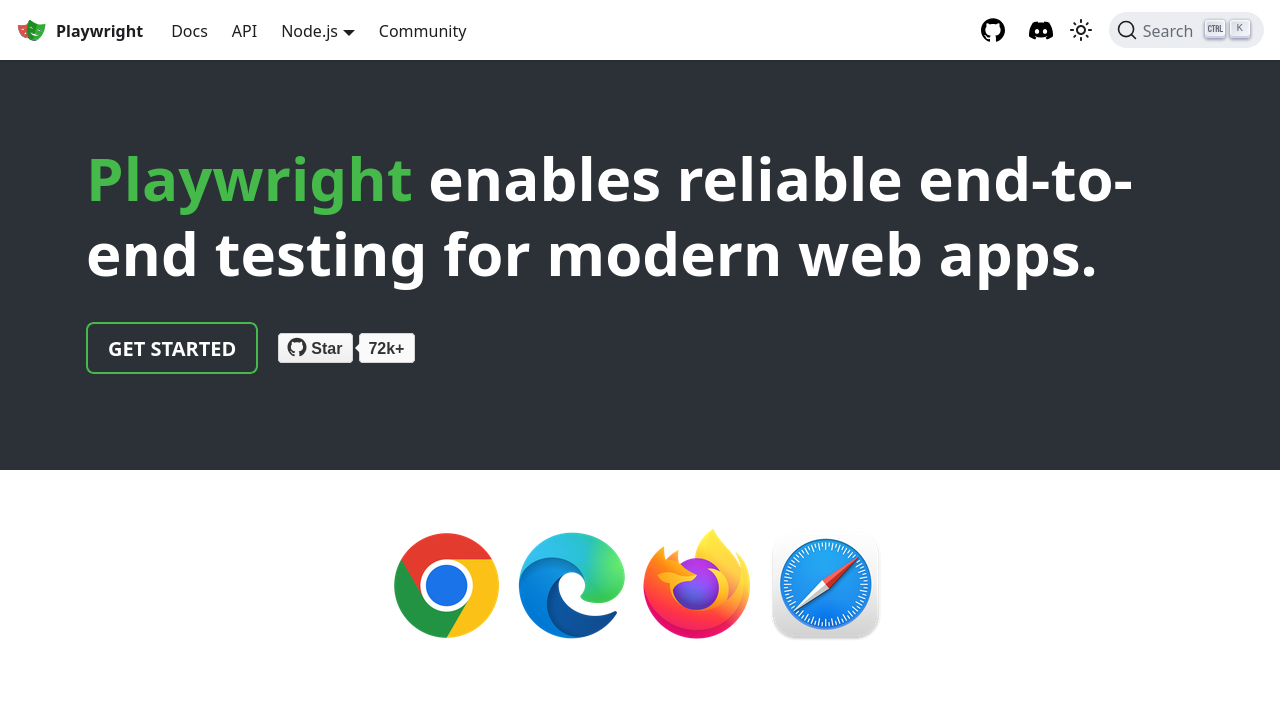 Playwright Docs API Node.js Community Search CTRL K
Playwright enables reliable end-to-
end testing for modern web apps.
GET STARTED Star 72k+